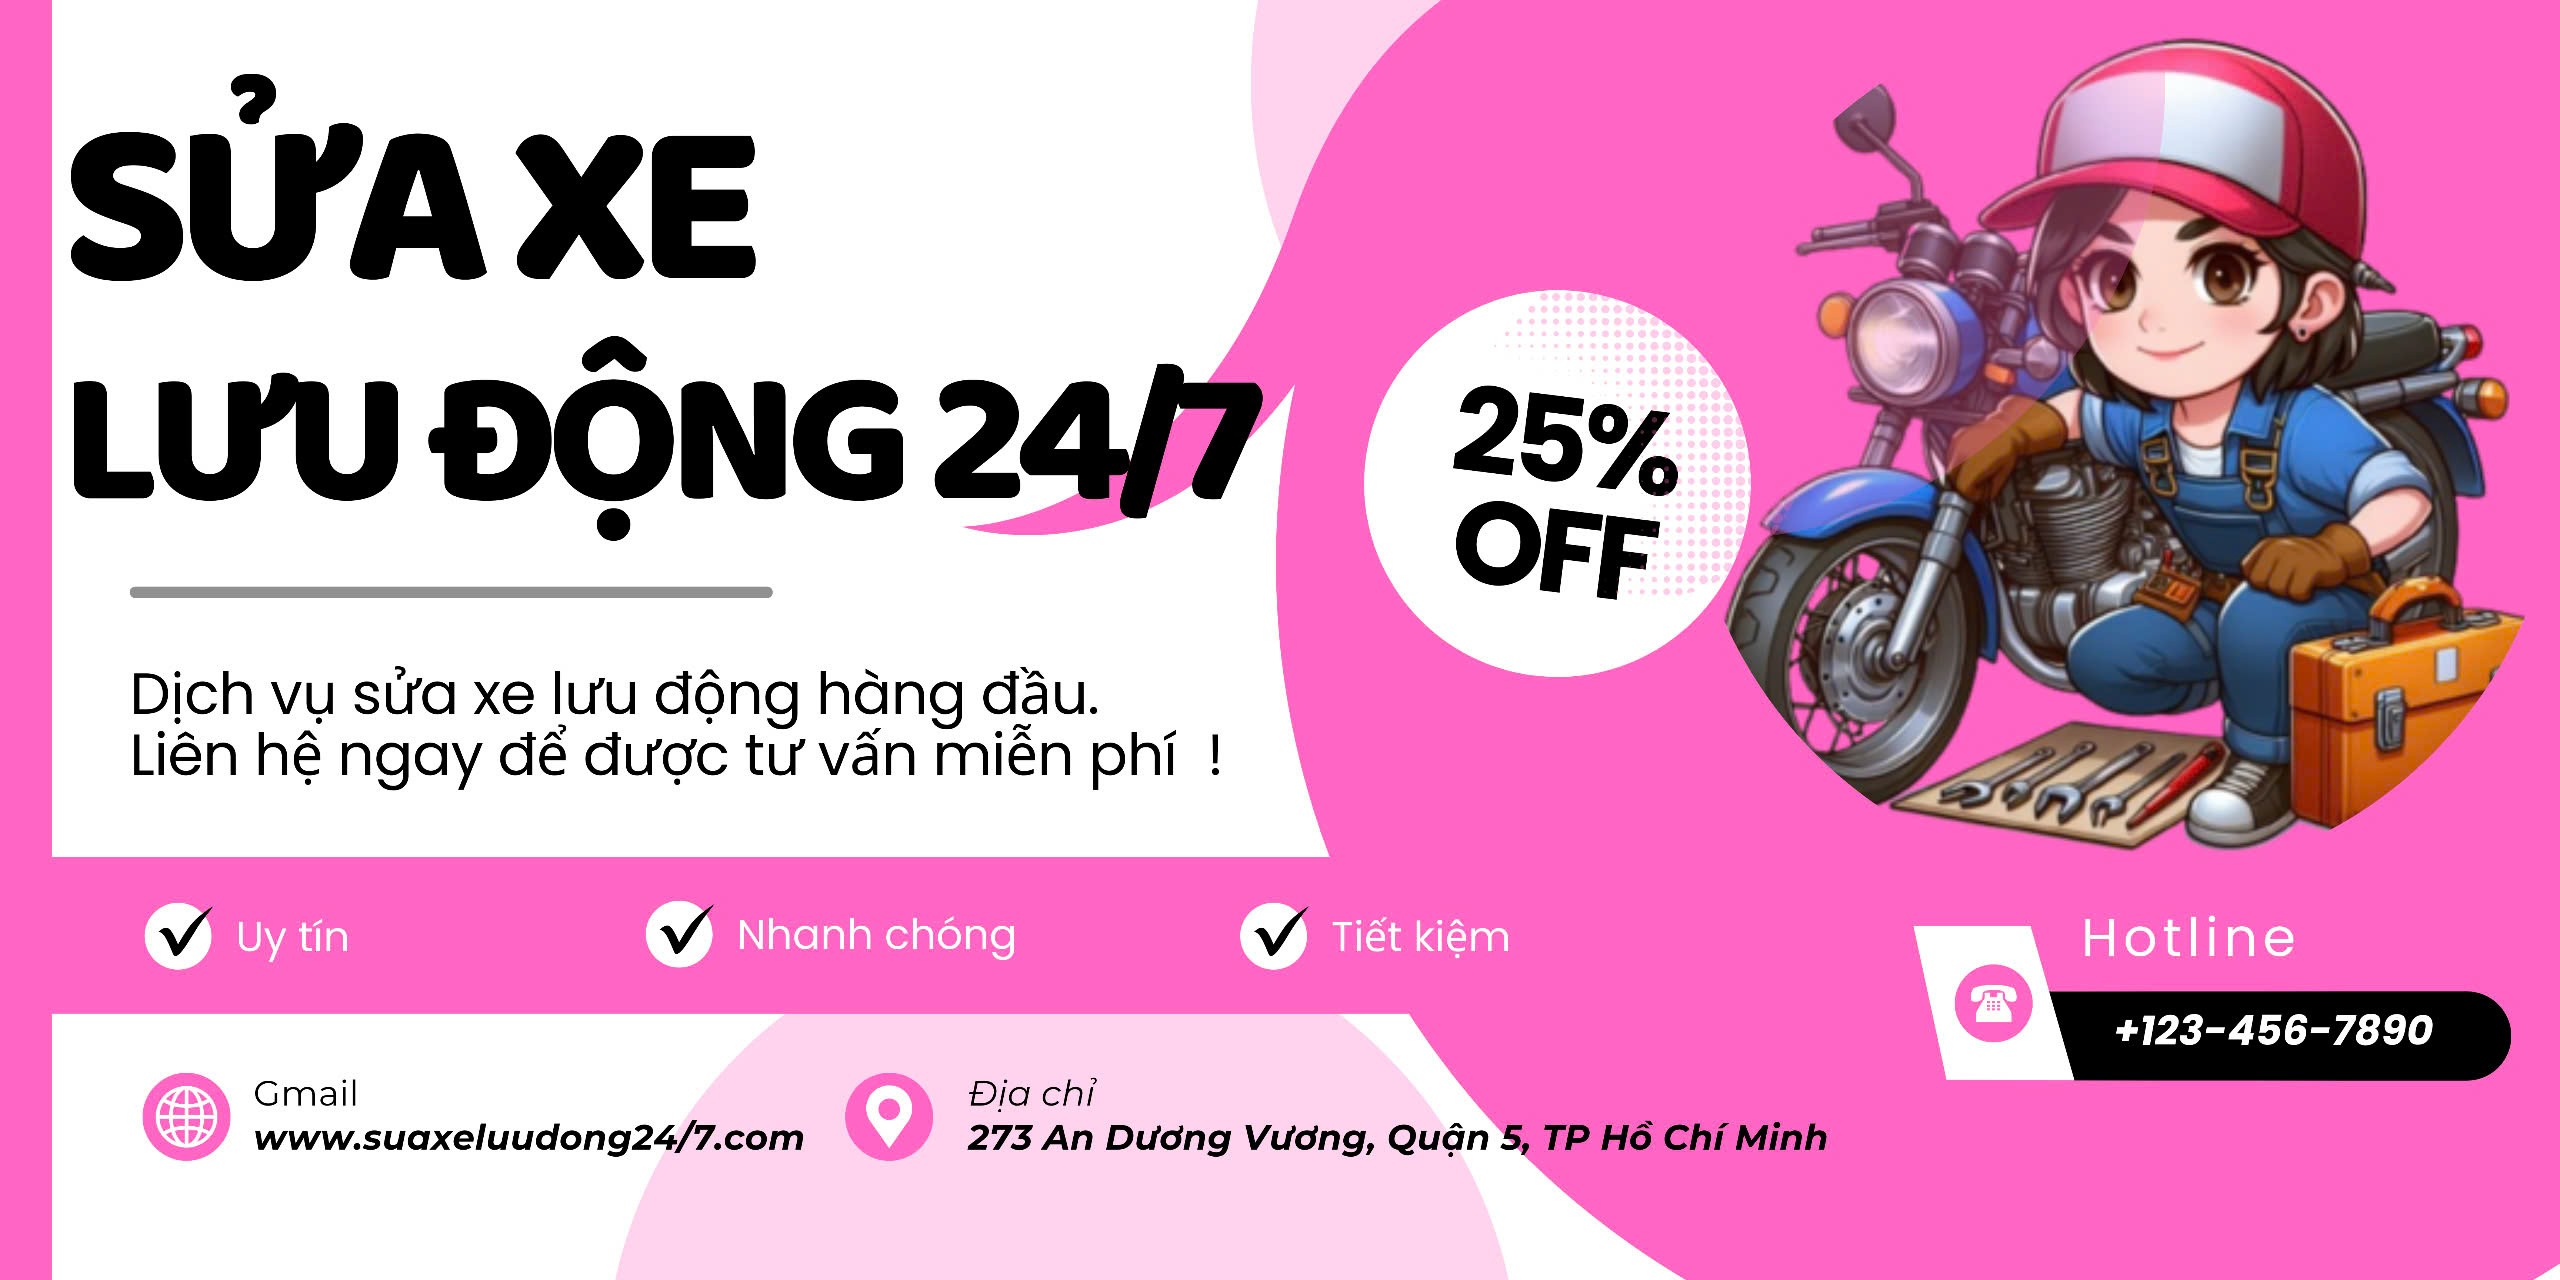 SỬA XE
LƯU ĐỘNG 24/7
25%
OFF
Dịch vụ sửa xe lưu động hàng đầu.
Liên hệ ngay để được tư vấn miễn phí !
Uy tín
Nhanh chóng
Tiết kiệm
Hotline
+123-456-7890
Gmail
www.suaxeluudong24/7.com
Địa chỉ
273 An Dương Vương, Quận 5, TP Hồ Chí Minh